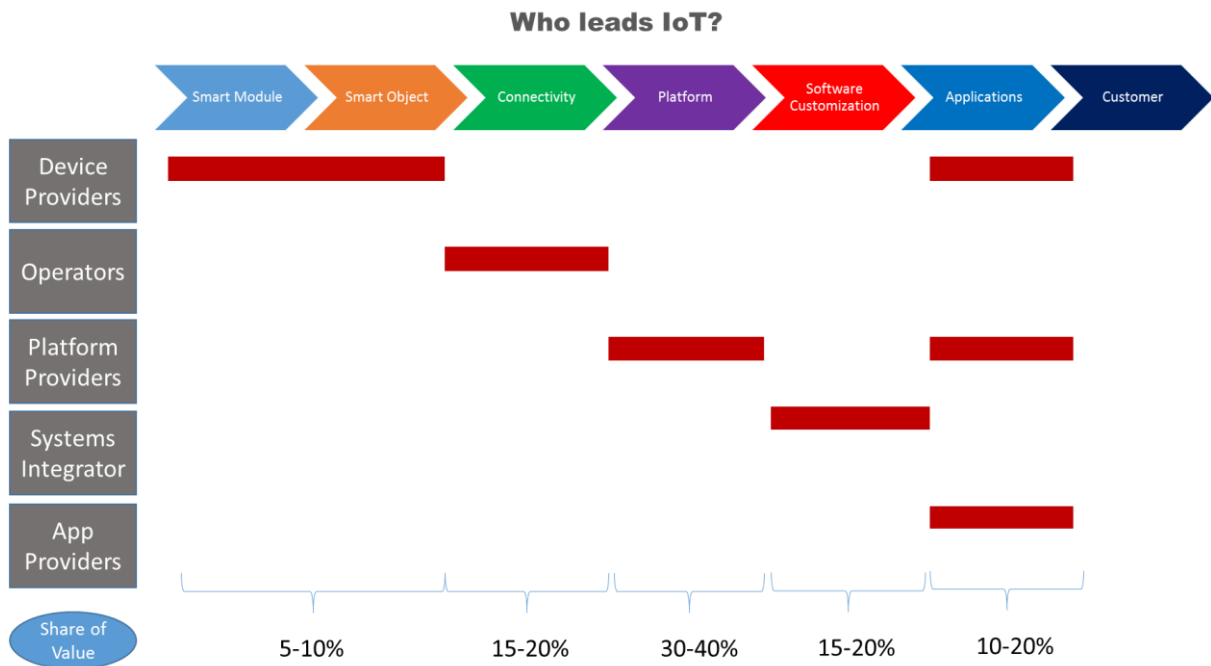 Who leads IoT?
Smart Module
Smart Object
Connectivity
Platform
Software
Customization
Applications
Customer
Device
Providers
Operators
Platform
Providers
Systems
Integrator
App
Providers
Share of
Value
5-10%
15-20%
30-40%
15-20%
10-20%